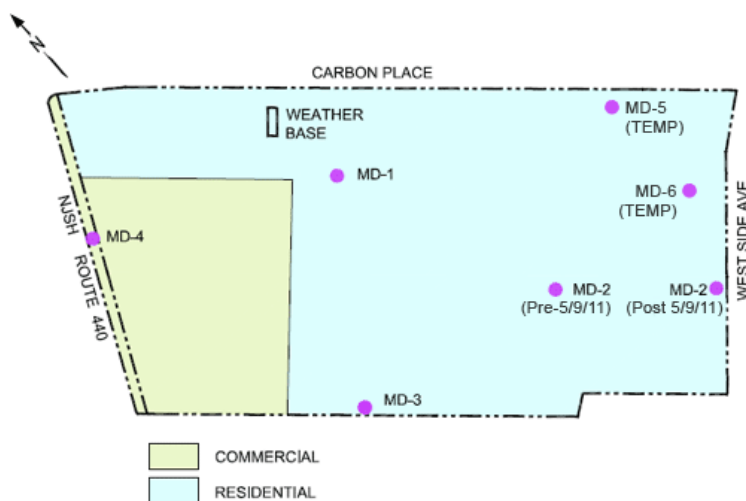 N
CARBON PLACE
WEATHER
BASE
MD-5
(TEMP)
MD-1
MD-6
(TEMP)
NJSH ROUTE 440
MD-4
WEST SIDE AVE
MD-2
(Pre-5/9/11)
MD-2
(Post 5/9/11)
MD-3
COMMERCIAL
RESIDENTIAL